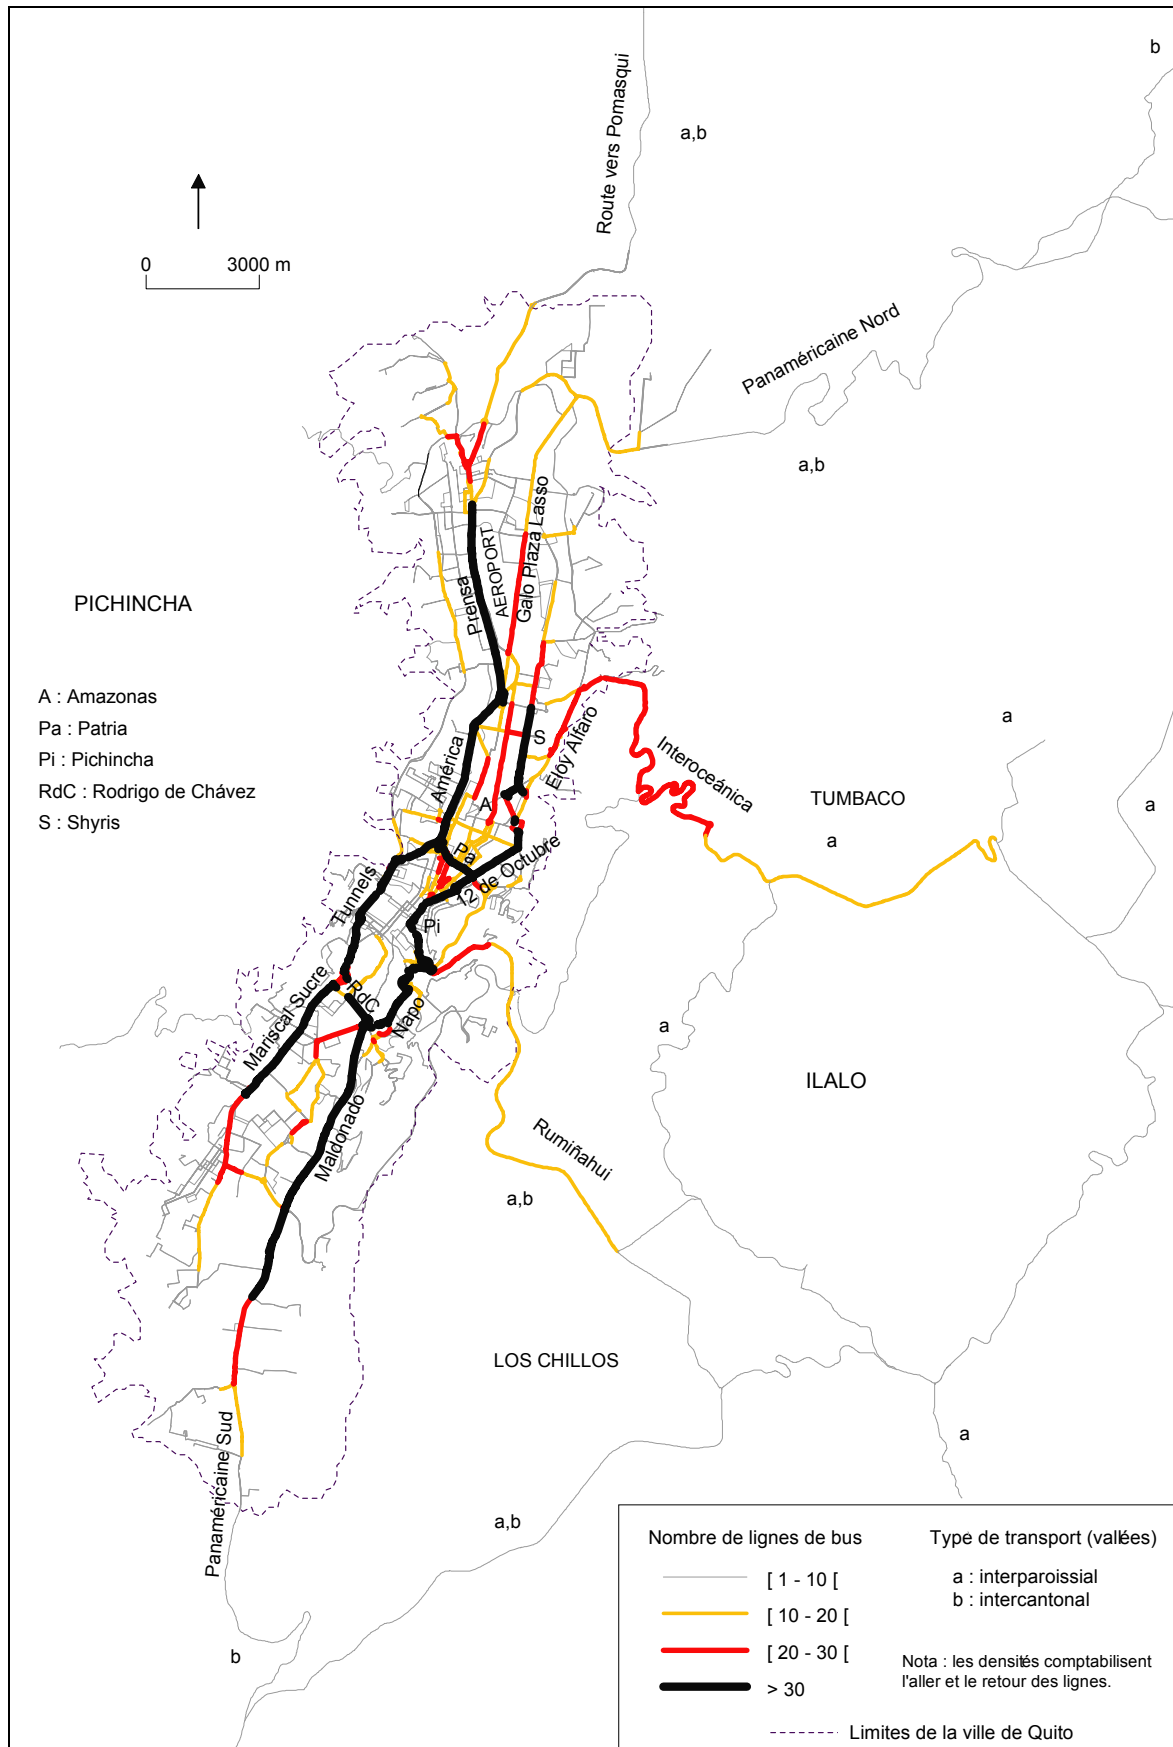 b
Route vers Pomasqui
a,b
0 3000 m
Panaméricaine Nord
a,b
Galo Plaza Lasso
AEROPORT
Prensa
PICHINCHA
A : Amazonas
Pa : Patria
Pi : Pichincha
RdC : Rodrigo de Chávez
S : Shyris
a
S
Eloy Alfaro
Interoceánica
América
A
TUMBACO
a
a
Pa
12 de Octubre
Tunnels
Pi
RdC
Mariscal Sucre
Napo
a
ILALO
Maldonado
Rumiñahui
a,b
LOS CHILLOS
Panaméricaine Sud
a
a,b
b
Nombre de lignes de bus
[ 1 - 10 [
[ 10 - 20 [
[ 20 - 30 [
> 30
Type de transport (vallées)
a : interparoissial
b : intercantonal
Nota : les densités comptabilisent
l'aller et le retour des lignes.
Limites de la ville de Quito